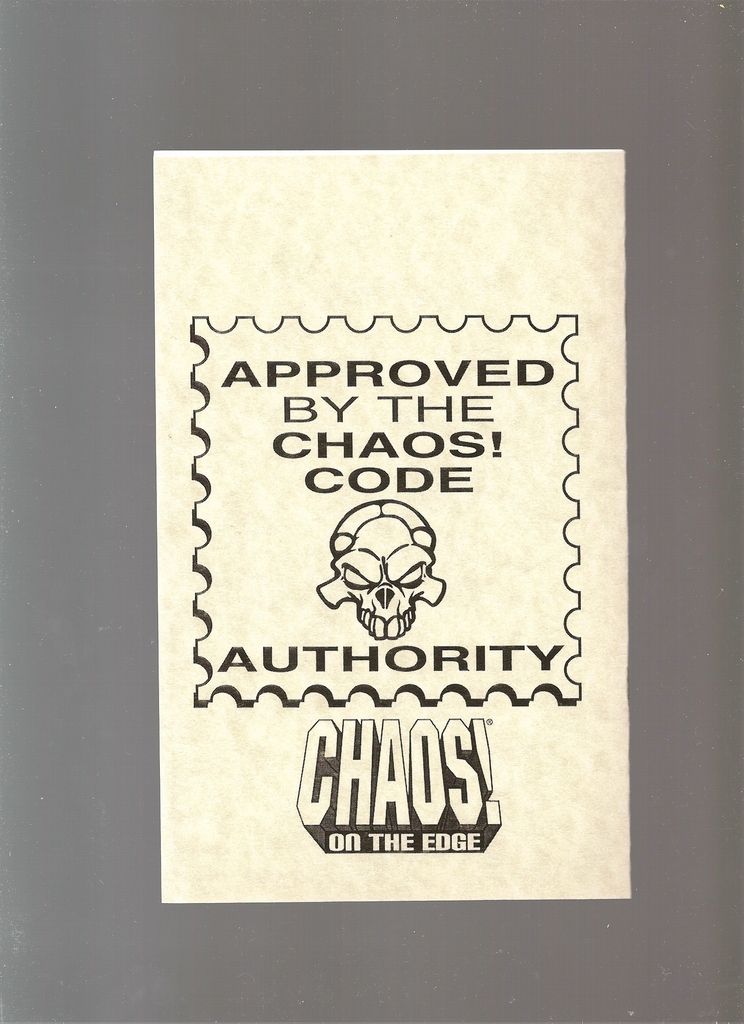 APPROVED
BY THE
CHAOS!
CODE
AUTHORITY
CHAOS!®
ON THE EDGE